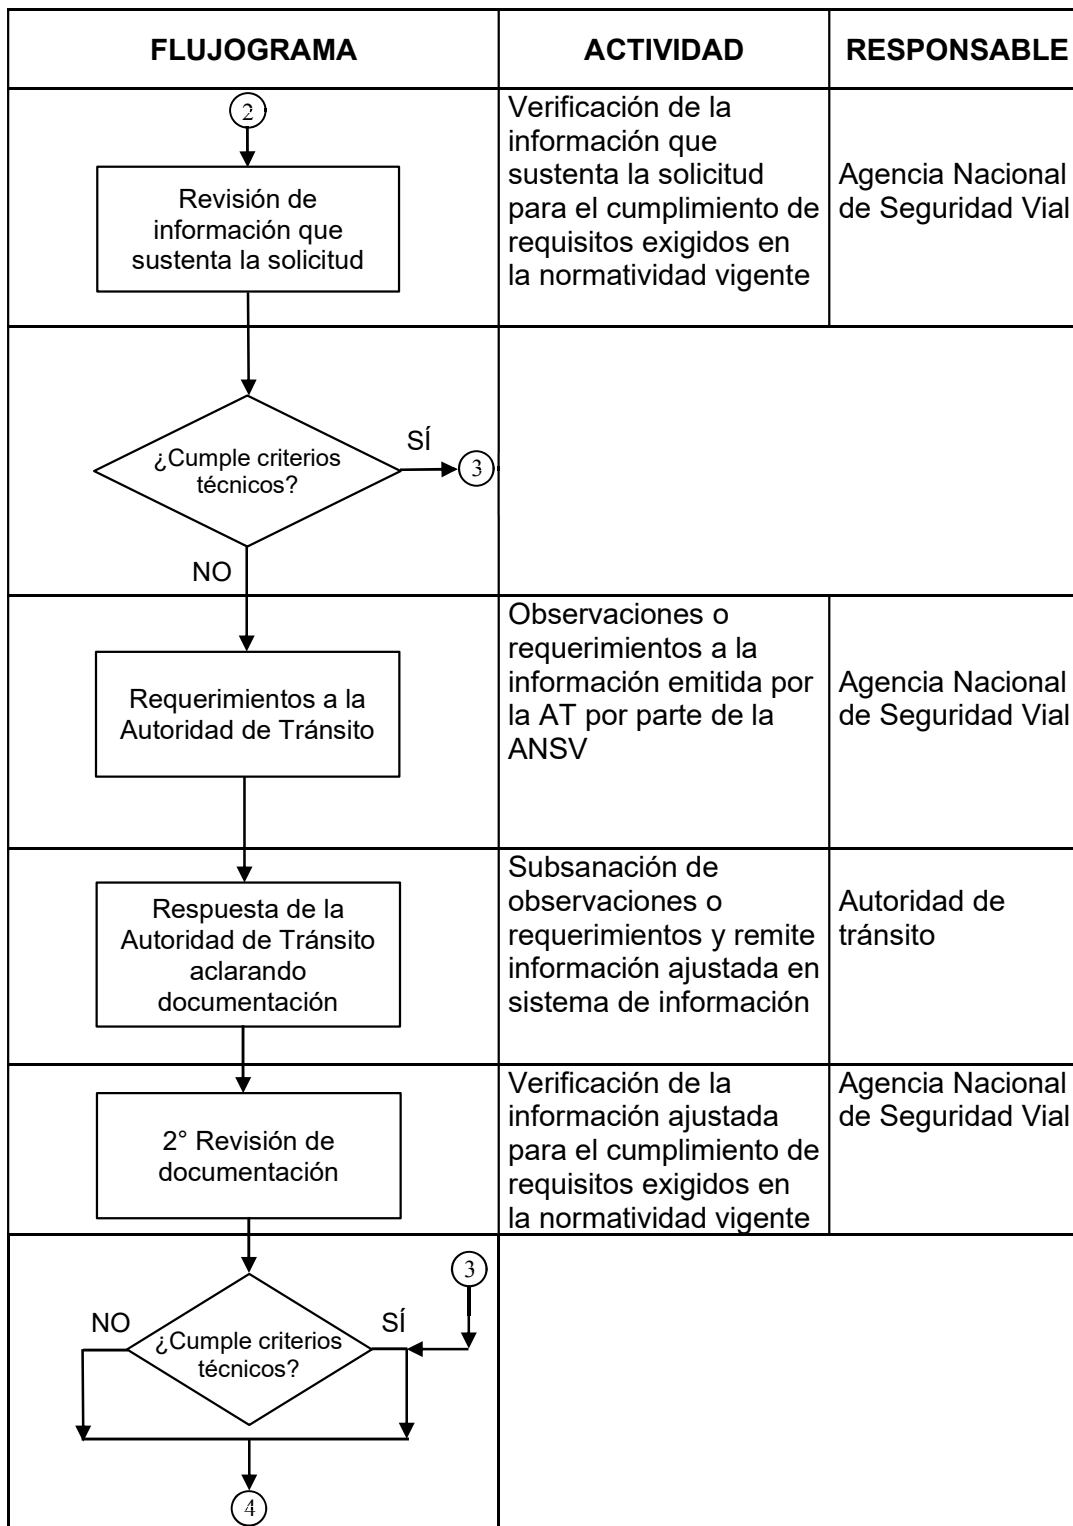 FLUJOGRAMA
ACTIVIDAD
RESPONSABLE
2
Revisión de
información que
sustenta la solicitud
Verificación de la
información que
sustenta la solicitud
para el cumplimiento de
requisitos exigidos en
la normatividad vigente
Agencia Nacional
de Seguridad Vial
¿Cumple criterios
técnicos?
SÍ
3
NO
Requerimientos a la
Autoridad de Tránsito
Observaciones o
requerimientos a la
información emitida por
la AT por parte de la
ANSV
Agencia Nacional
de Seguridad Vial
Respuesta de la
Autoridad de Tránsito
aclarando
documentación
Subsanación de
observaciones o
requerimientos y remite
información ajustada en
sistema de información
Autoridad de
tránsito
2° Revisión de
documentación
Verificación de la
información ajustada
para el cumplimiento de
requisitos exigidos en
la normatividad vigente
Agencia Nacional
de Seguridad Vial
3
NO
¿Cumple criterios
técnicos?
SÍ
4